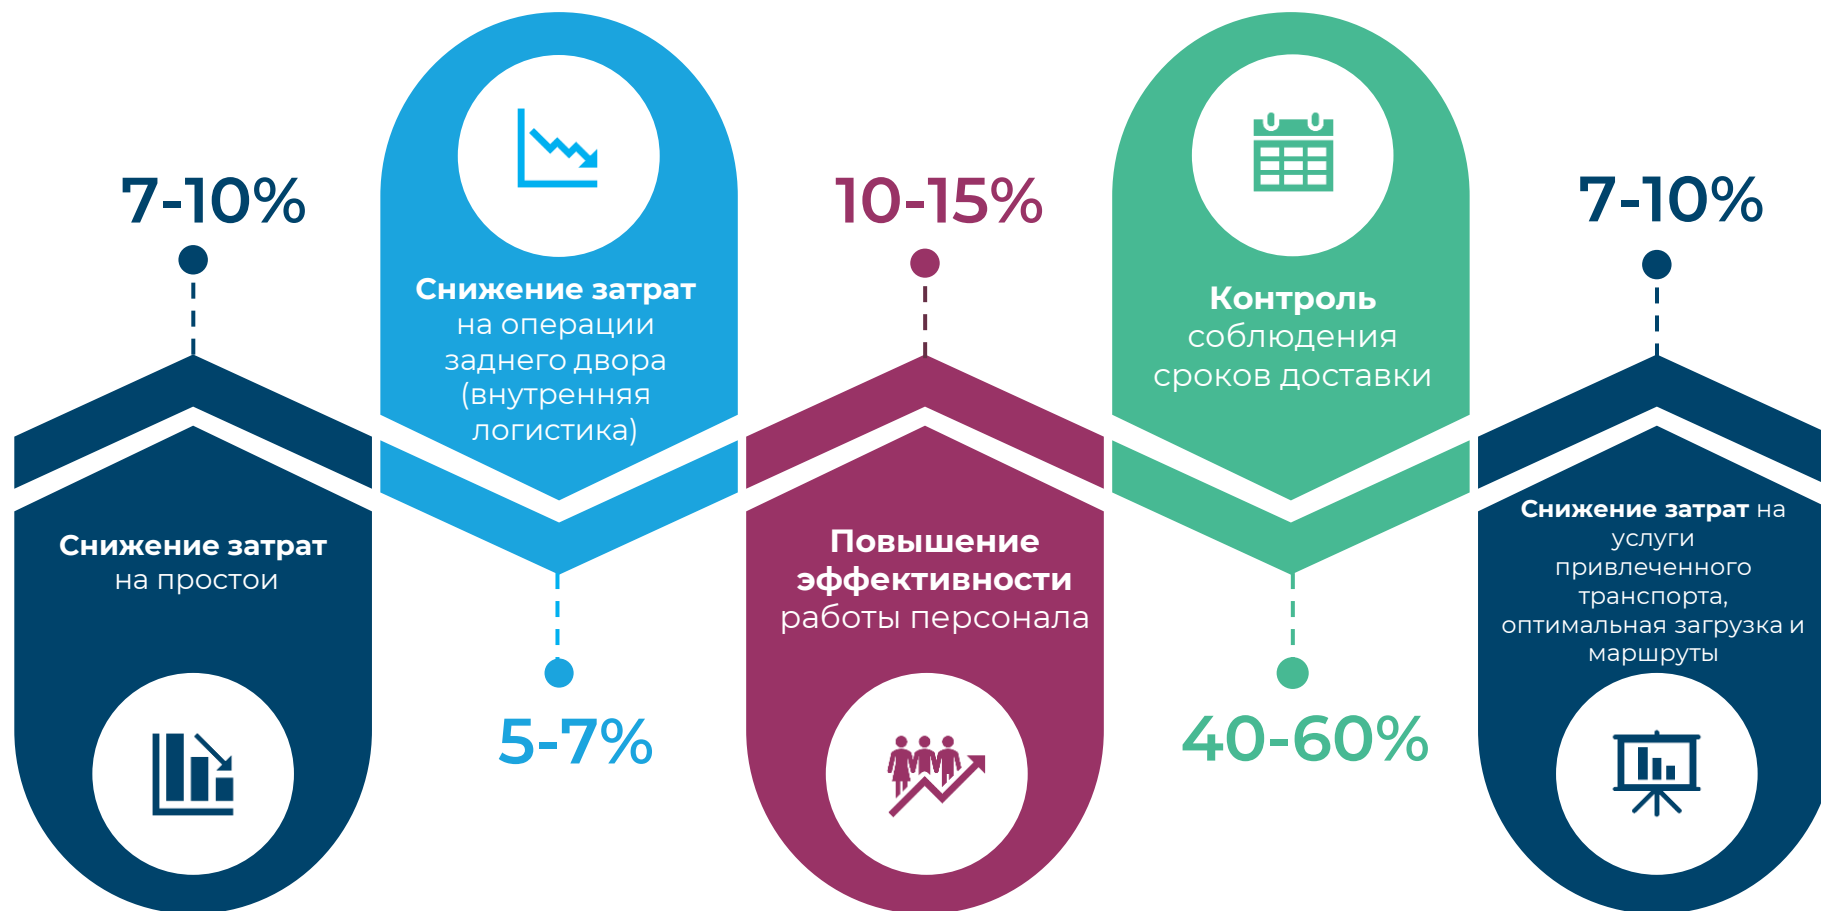 7-10%
Снижение затрат
на простои
Снижение затрат
на операции
заднего двора
(внутренняя
логистика)
5-7%
10-15%
Повышение
эффективности
работы персонала
Контроль
соблюдения
сроков доставки
40-60%
7-10%
Снижение затрат на
услуги
привлеченного
транспорта,
оптимальная загрузка и
маршруты